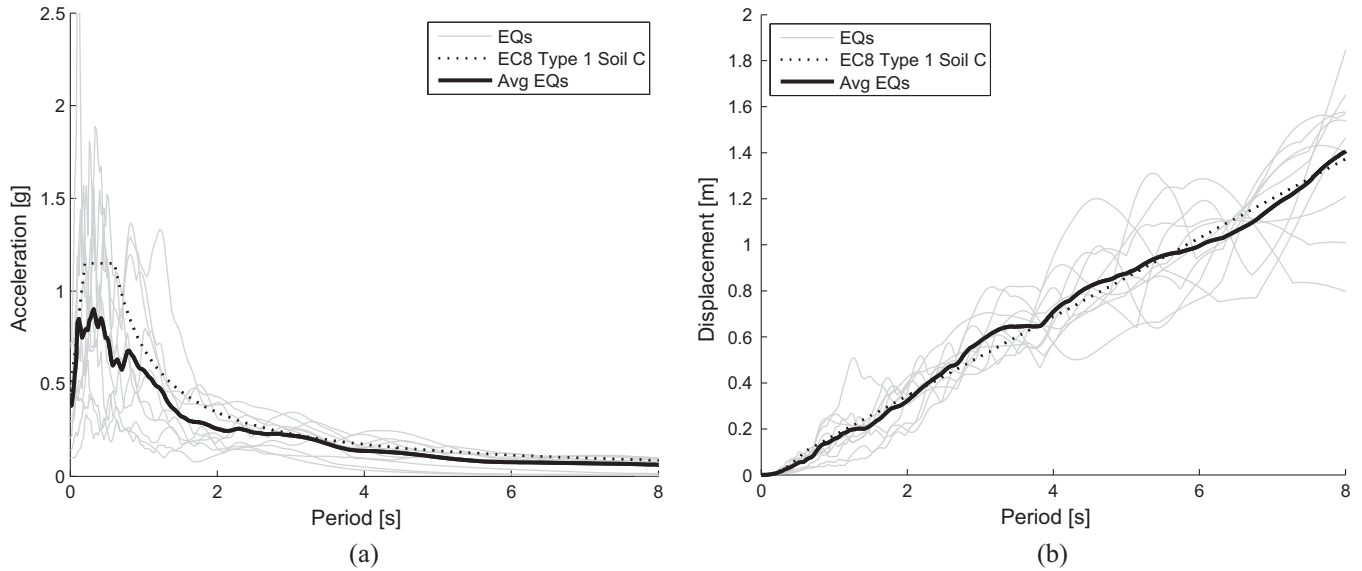 2.5
2
1.5
1
0.5
0
0
2
4
6
8
Acceleration [g]
Period [s]
EQs
EC8 Type 1 Soil C
Avg EQs
(a)
2
1.8
1.6
1.4
1.2
1
0.8
0.6
0.4
0.2
0
0
2
4
6
8
Displacement [m]
Period [s]
EQs
EC8 Type 1 Soil C
Avg EQs
(b)